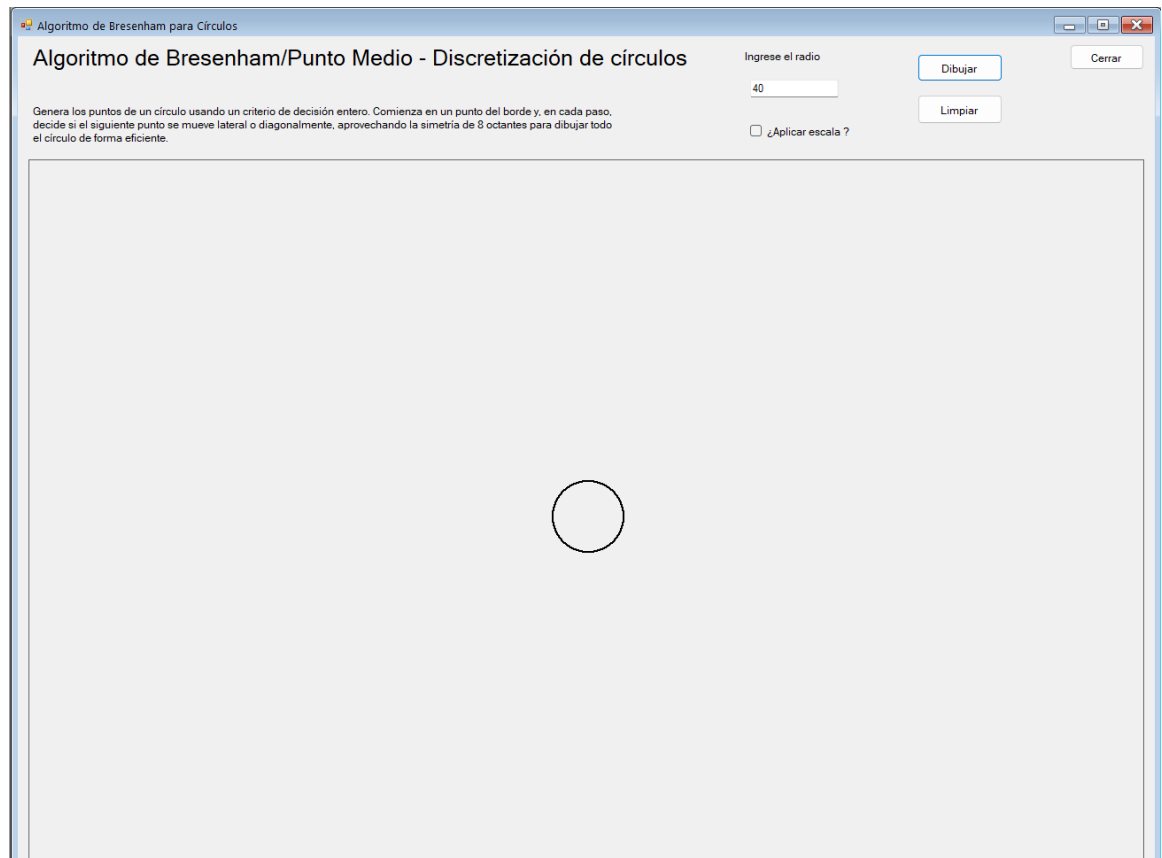 Algoritmo de Bresenham para Círculos
Algoritmo de Bresenham/Punto Medio - Discretización de círculos
Ingrese el radio
Dibujar
Cerrar
40
Genera los puntos de un círculo usando un criterio de decisión entero. Comienza en un punto del borde y, en cada paso,
decide si el siguiente punto se mueve lateral o diagonalmente, aprovechando la simetría de 8 octantes para dibujar todo
el círculo de forma eficiente.
Limpiar
¿Aplicar escala ?